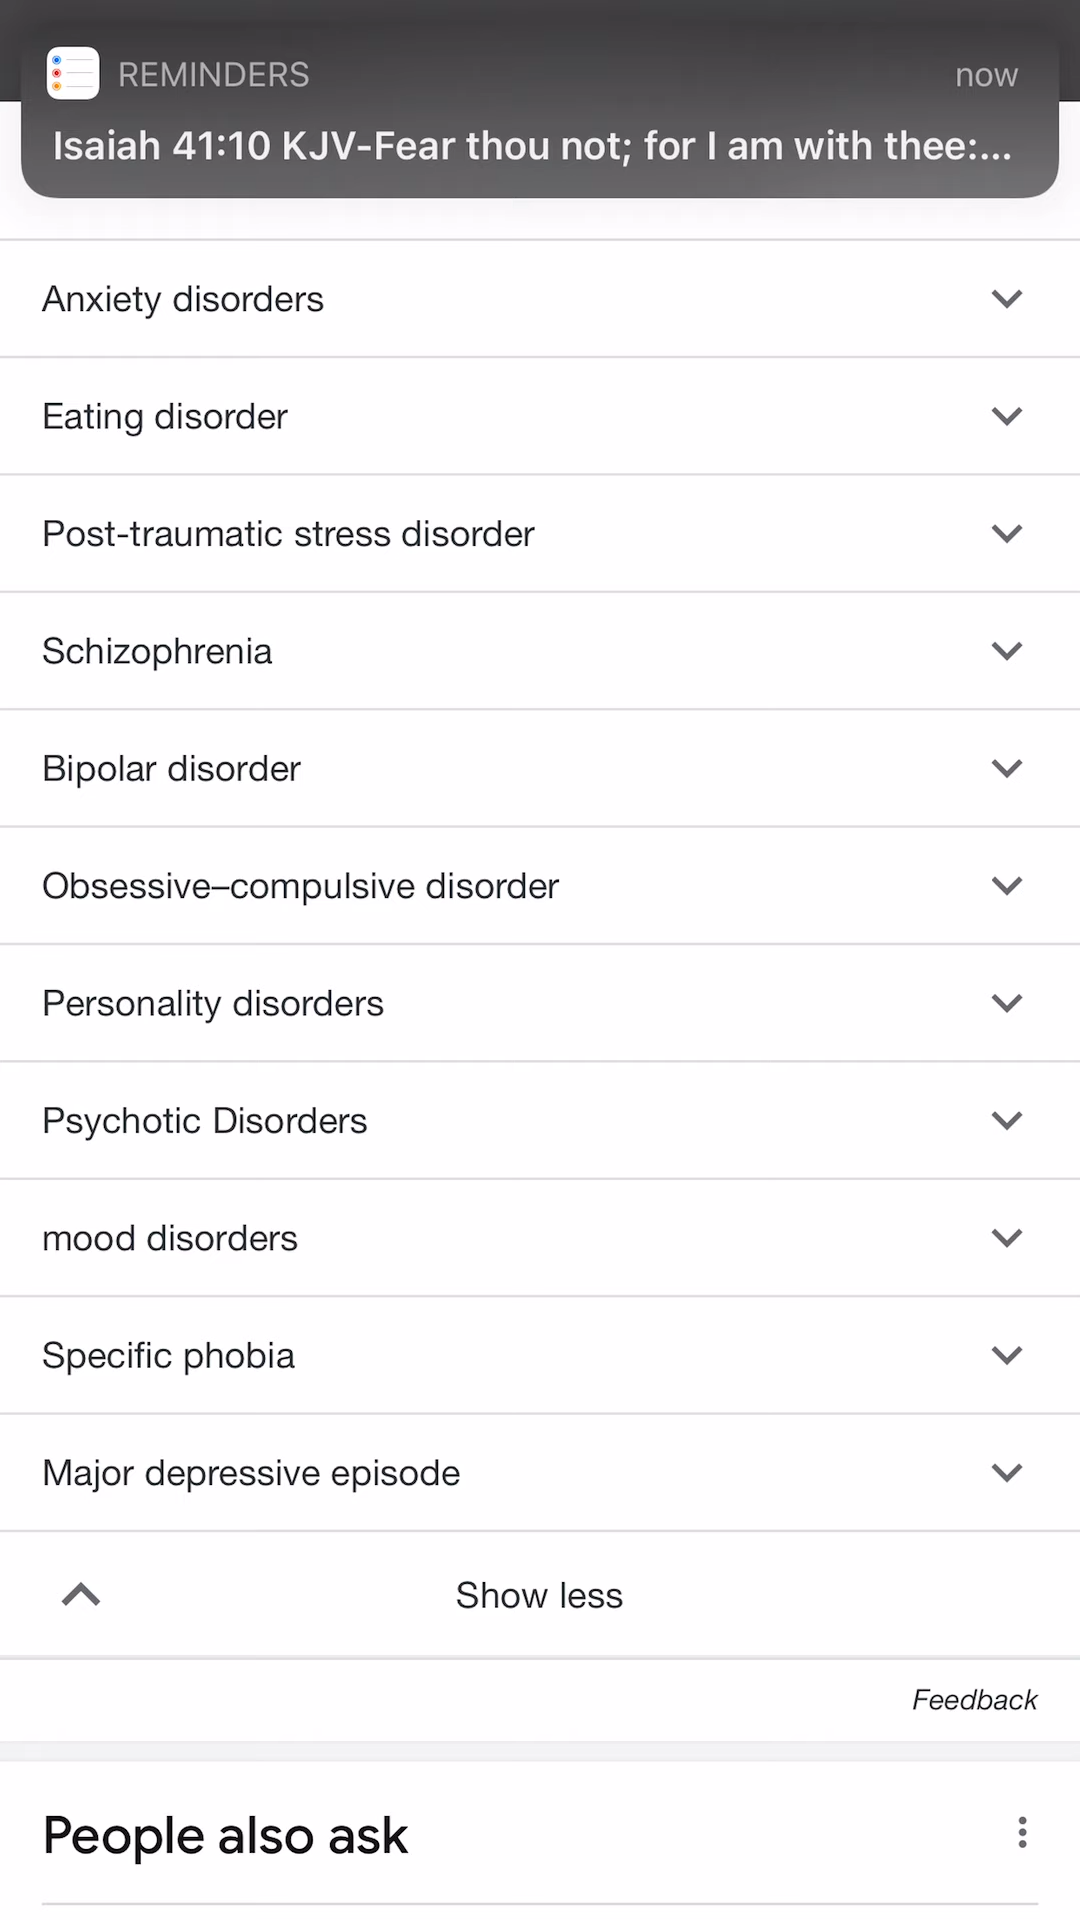 REMINDERS
now
Isaiah 41:10 KJV-Fear thou not; for I am with thee:...
Anxiety disorders
Eating disorder
Post-traumatic stress disorder
Schizophrenia
Bipolar disorder
Obsessive–compulsive disorder
Personality disorders
Psychotic Disorders
mood disorders
Specific phobia
Major depressive episode
Show less
Feedback
People also ask